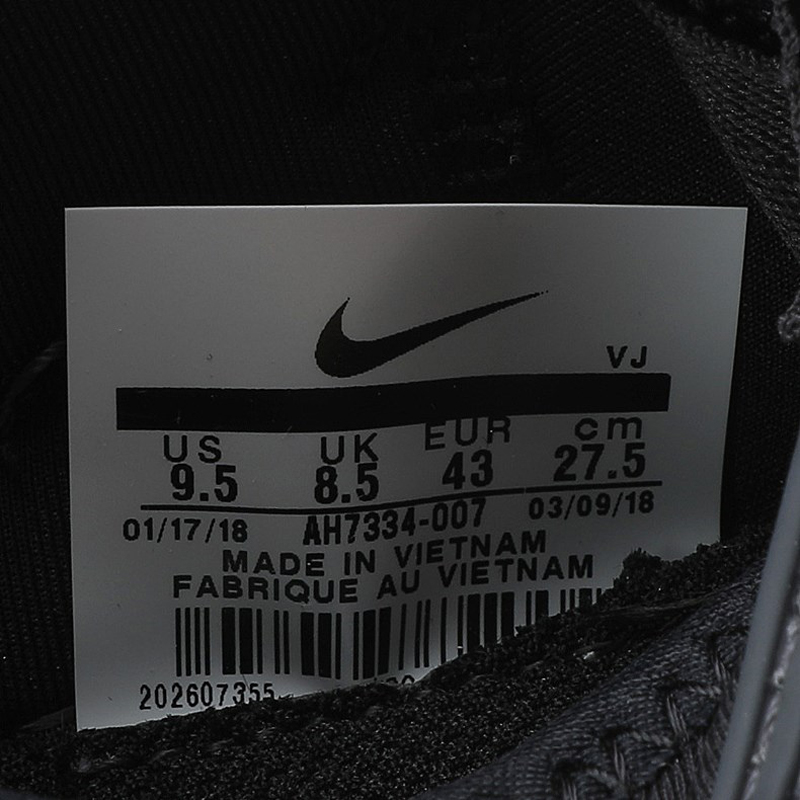 VJ
US UK EUR cm
9.5 8.5 43 27.5
01/17/18 AH7334-007 03/09/18
MADE IN VIETNAM
FABRIQUE AU VIETNAM
202607355